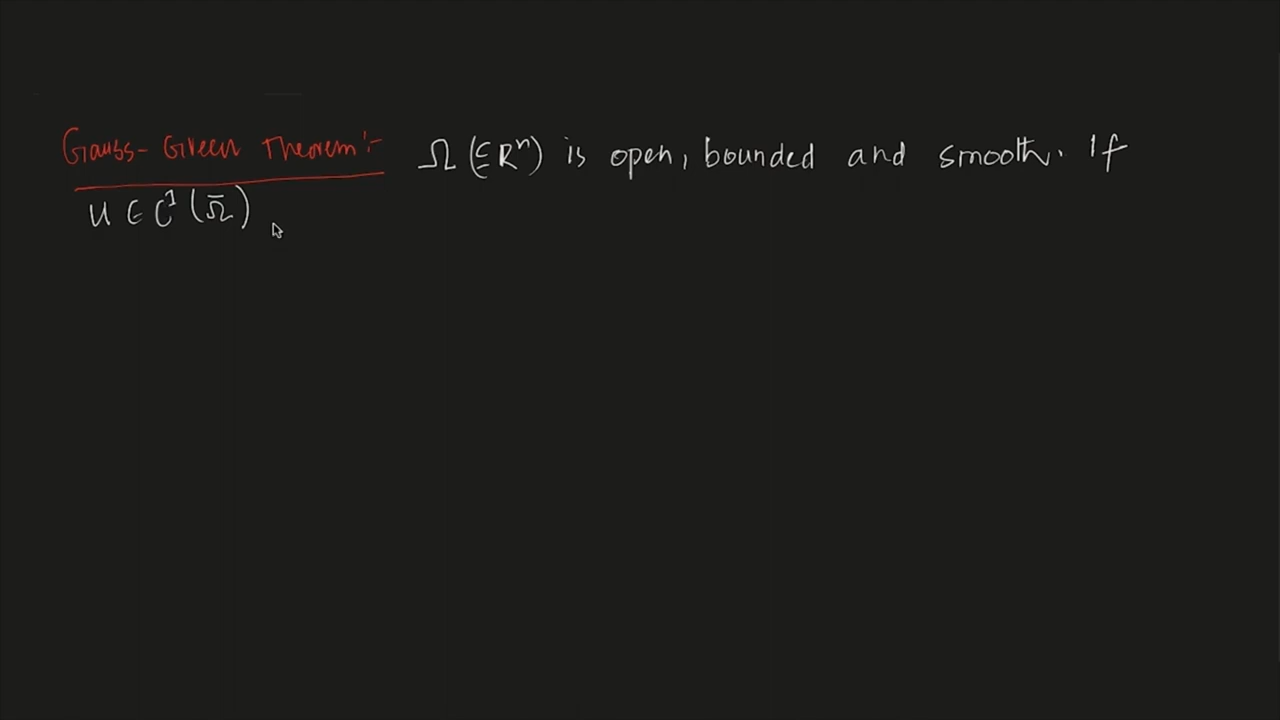 Gauss-Green Theorem:- Ω (⊆ Rⁿ) is open, bounded and smooth. If
u ∈ C¹(Ω̄)